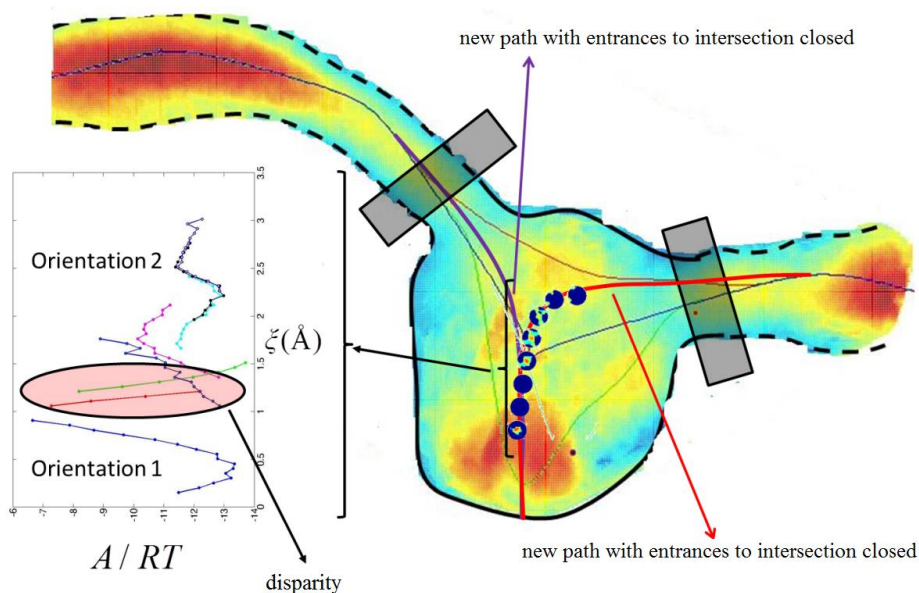 new path with entrances to intersection closed
Orientation 2
Orientation 1
ξ(Å)
3.5
3
2.5
2
1.5
1
0.5
0
-6
-7
-8
-9
-10
-11
-12
-13
-14
A / RT
disparity
new path with entrances to intersection closed